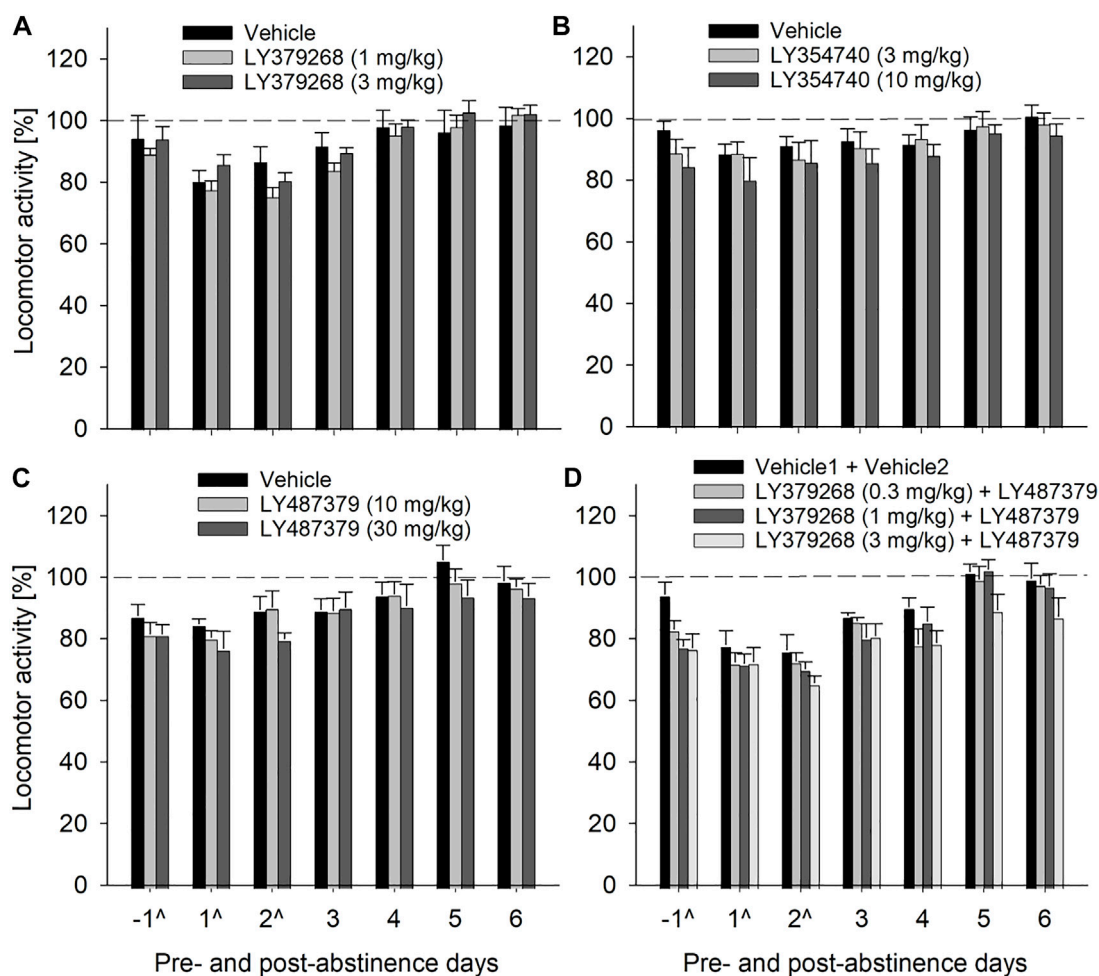 A
Vehicle
LY379268 (1 mg/kg)
LY379268 (3 mg/kg)
120
100
80
60
40
20
0
Locomotor activity [%]
B
Vehicle
LY354740 (3 mg/kg)
LY354740 (10 mg/kg)
120
100
80
60
40
20
0
C
Vehicle
LY487379 (10 mg/kg)
LY487379 (30 mg/kg)
120
100
80
60
40
20
0
Locomotor activity [%]
-1^ 1^ 2^ 3 4 5 6
Pre- and post-abstinence days
D
Vehicle1 + Vehicle2
LY379268 (0.3 mg/kg) + LY487379
LY379268 (1 mg/kg) + LY487379
LY379268 (3 mg/kg) + LY487379
120
100
80
60
40
20
0
-1^ 1^ 2^ 3 4 5 6
Pre- and post-abstinence days